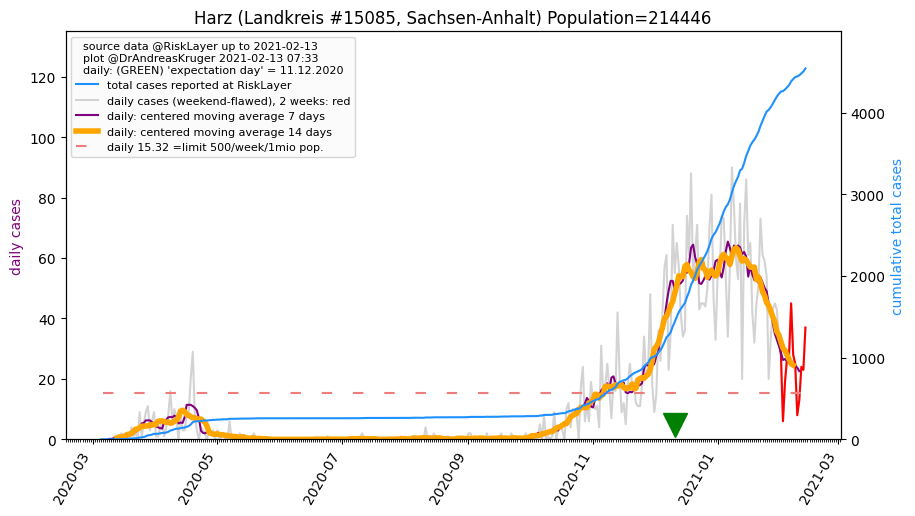 Harz (Landkreis #15085, Sachsen-Anhalt) Population=214446
source data @RiskLayer up to 2021-02-13
plot @DrAndreasKruger 2021-02-13 07:33
daily: (GREEN) 'expectation day' = 11.12.2020
total cases reported at RiskLayer
daily cases (weekend-flawed), 2 weeks: red
daily: centered moving average 7 days
daily: centered moving average 14 days
daily 15.32 =limit 500/week/1mio pop.
daily cases
120
100
80
60
40
20
0
cumulative total cases
4000
3000
2000
1000
0
2020-03
2020-05
2020-07
2020-09
2020-11
2021-01
2021-03